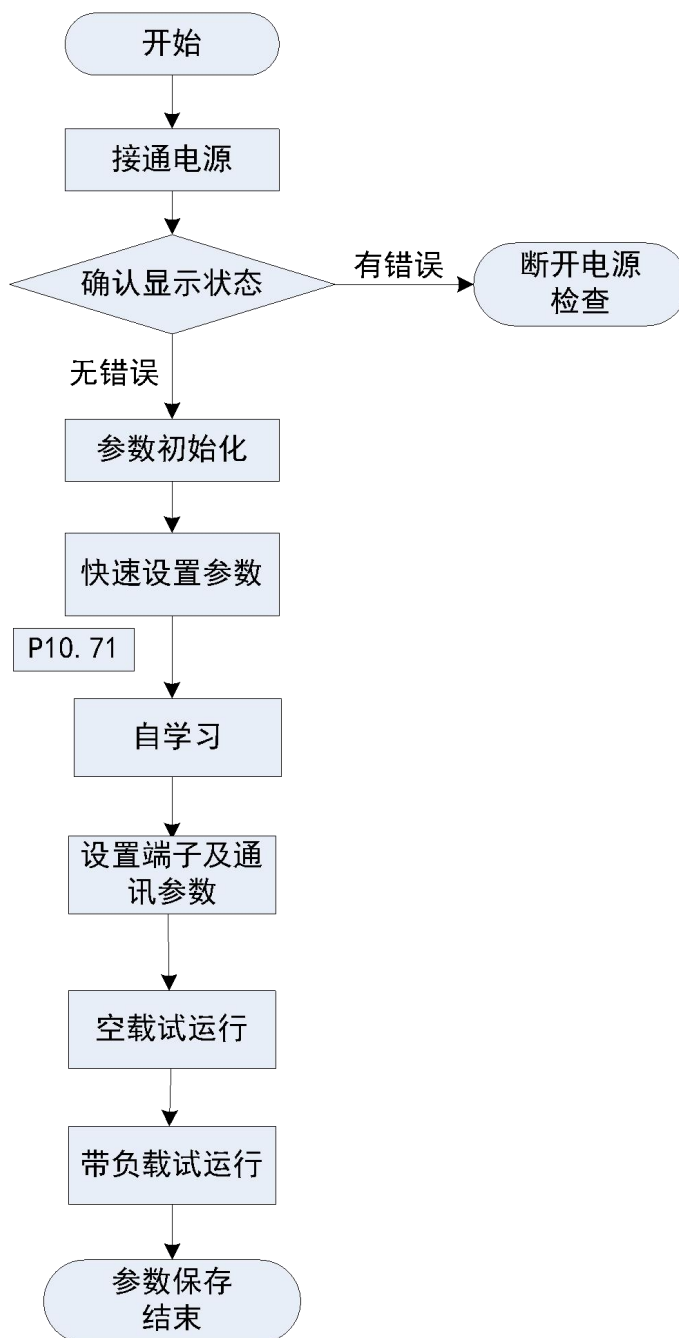 开始
接通电源
确认显示状态
有错误
断开电源
检查
无错误
参数初始化
快速设置参数
P10.71
自学习
设置端子及通
讯参数
空载试运行
带负载试运行
参数保存
结束